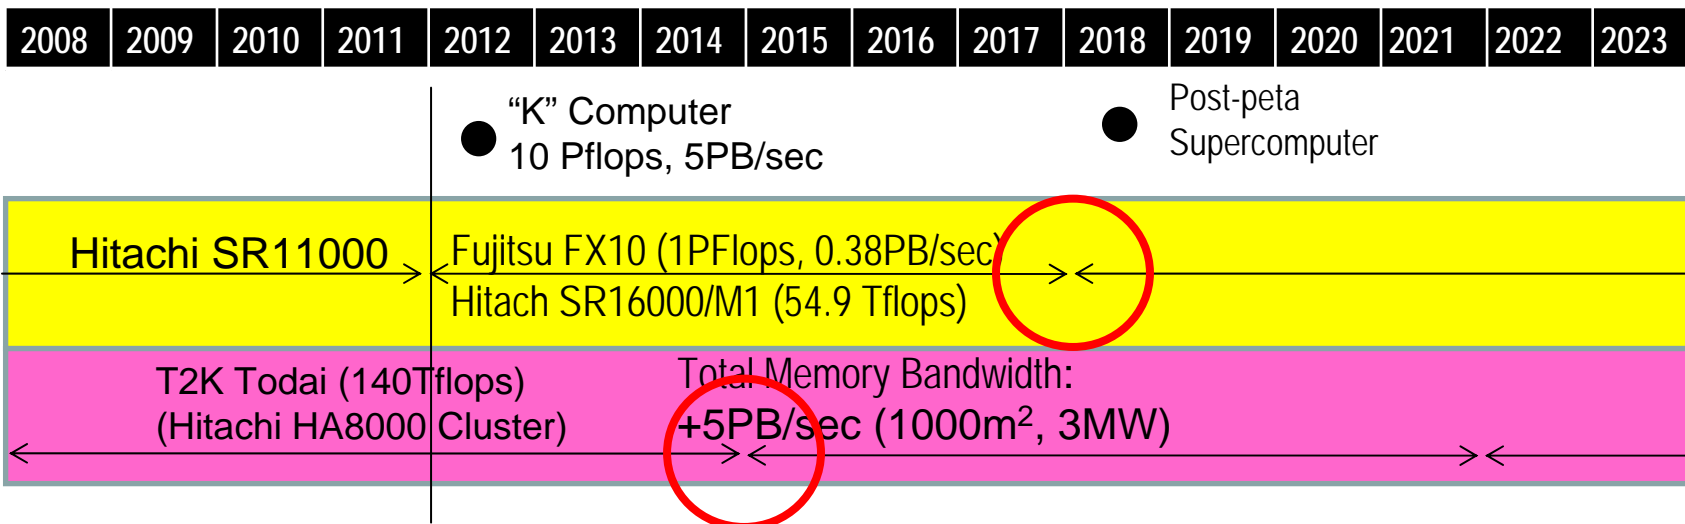 2008 2009 2010 2011 2012 2013 2014 2015 2016 2017 2018 2019 2020 2021 2022 2023
“K” Computer
10 Pflops, 5PB/sec
Post-peta
Supercomputer
Hitachi SR11000
Fujitsu FX10 (1PFlops, 0.38PB/sec)
Hitach SR16000/M1 (54.9 Tflops)
T2K Todai (140Tflops)
(Hitachi HA8000 Cluster)
Total Memory Bandwidth:
+5PB/sec (1000m², 3MW)